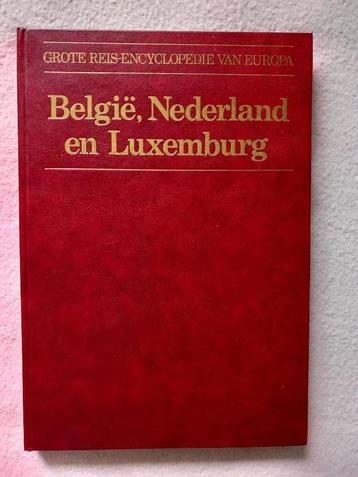 GROTE REIS-ENCYCLOPEDIE VAN EUROPA
België, Nederland
en Luxemburg